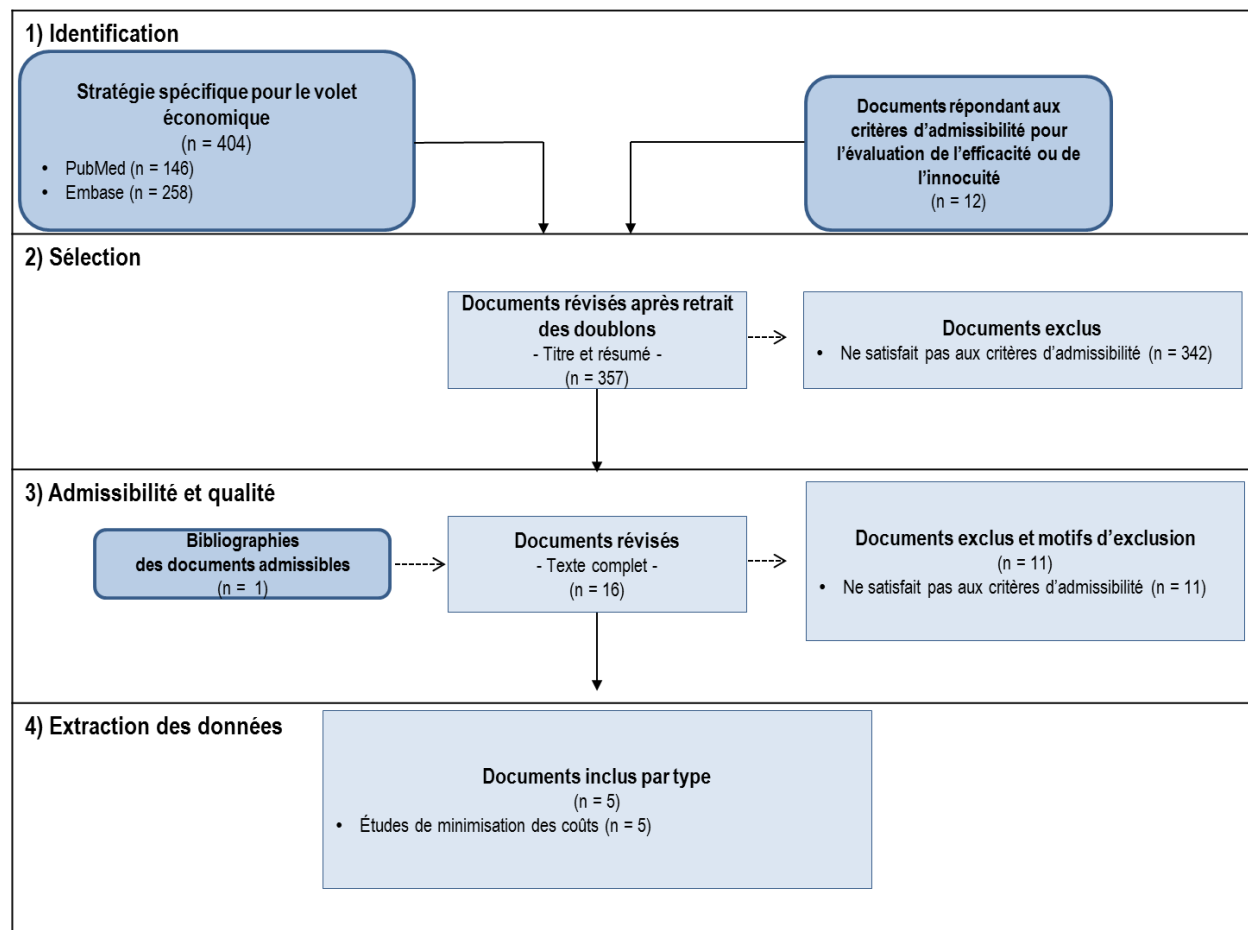 1) Identification
Stratégie spécifique pour le volet
économique
(n = 404)
• PubMed (n = 146)
• Embase (n = 258)
Documents répondant aux
critères d'admissibilité pour
l'évaluation de l'efficacité ou de
l'innocuité
(n = 12)
2) Sélection
Documents révisés après retrait
des doublons
- Titre et résumé -
(n = 357)
Documents exclus
• Ne satisfait pas aux critères d'admissibilité (n = 342)
3) Admissibilité et qualité
Bibliographies
des documents admissibles
(n = 1)
Documents révisés
- Texte complet -
(n = 16)
Documents exclus et motifs d'exclusion
(n = 11)
• Ne satisfait pas aux critères d'admissibilité (n = 11)
4) Extraction des données
Documents inclus par type
(n = 5)
• Études de minimisation des coûts (n = 5)